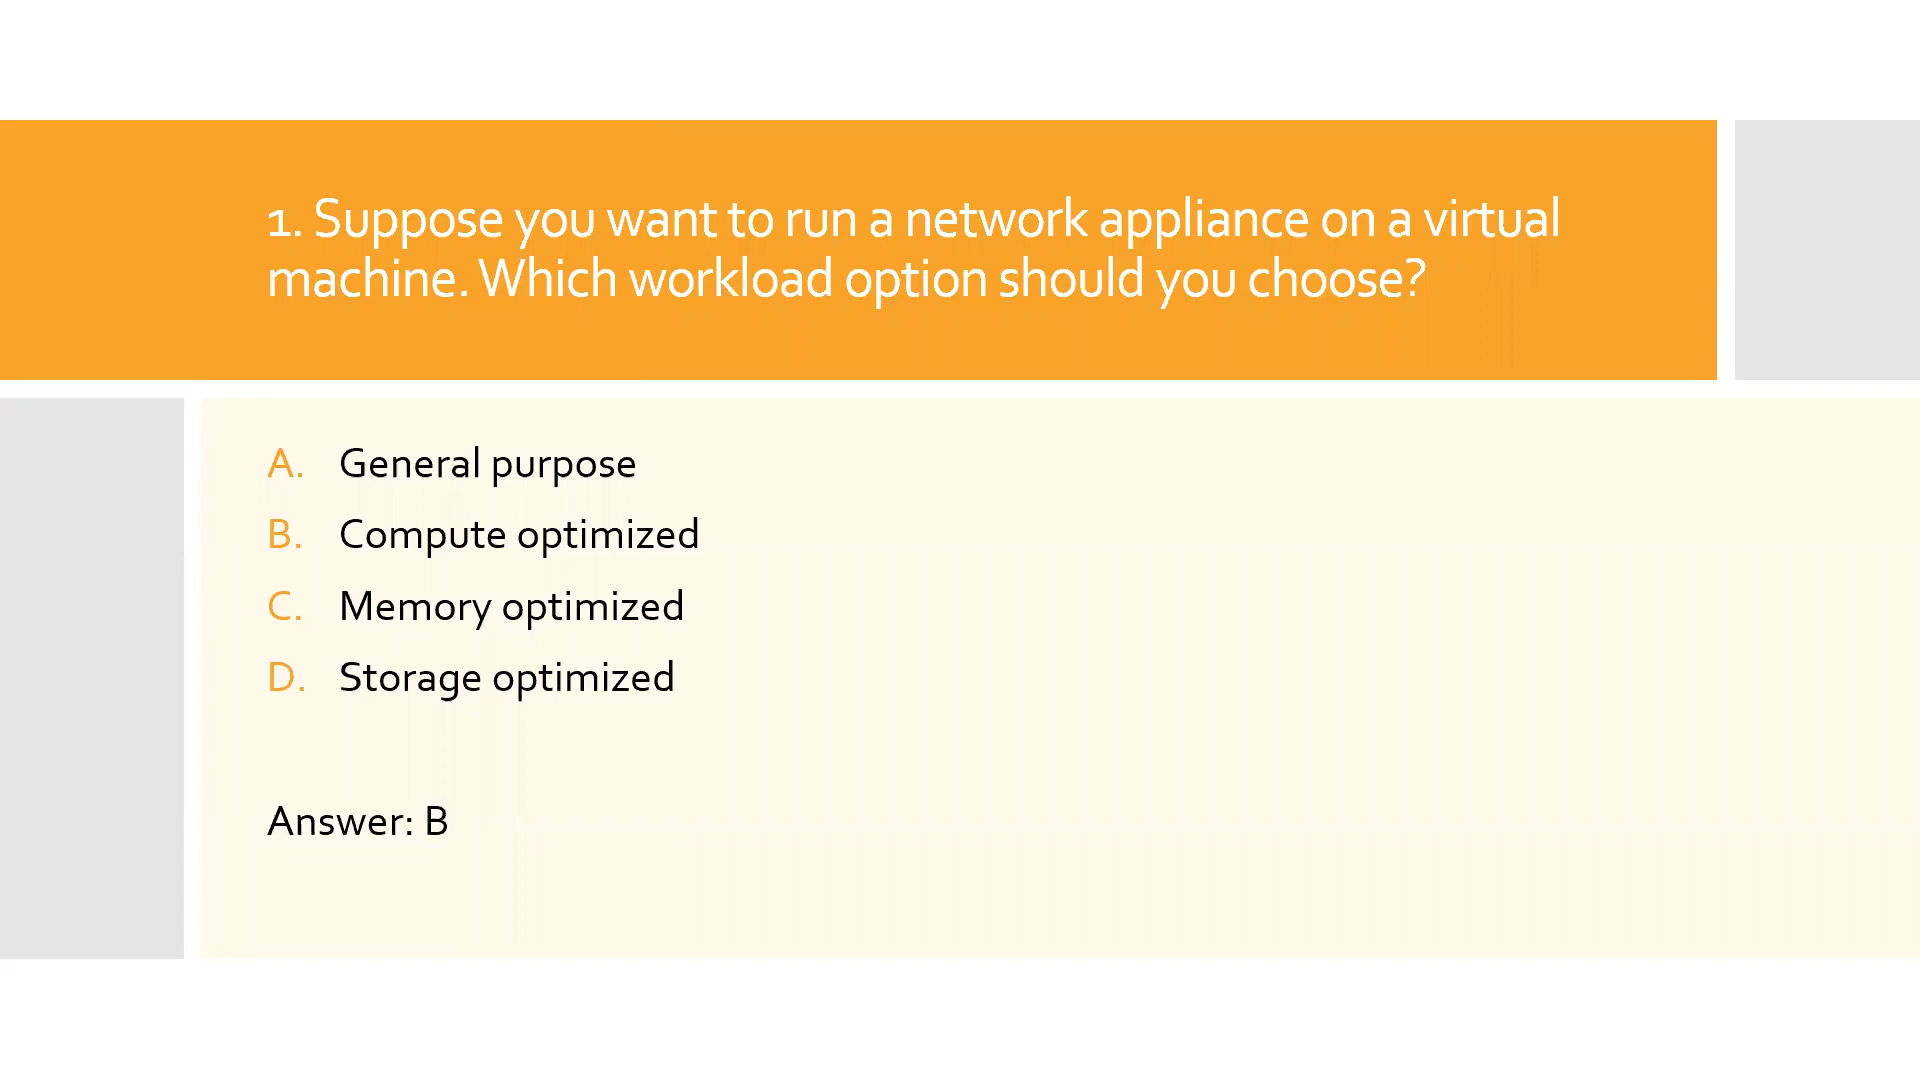 1. Suppose you want to run a network appliance on a virtual
machine. Which workload option should you choose?
A. General purpose
B. Compute optimized
C. Memory optimized
D. Storage optimized
Answer: B